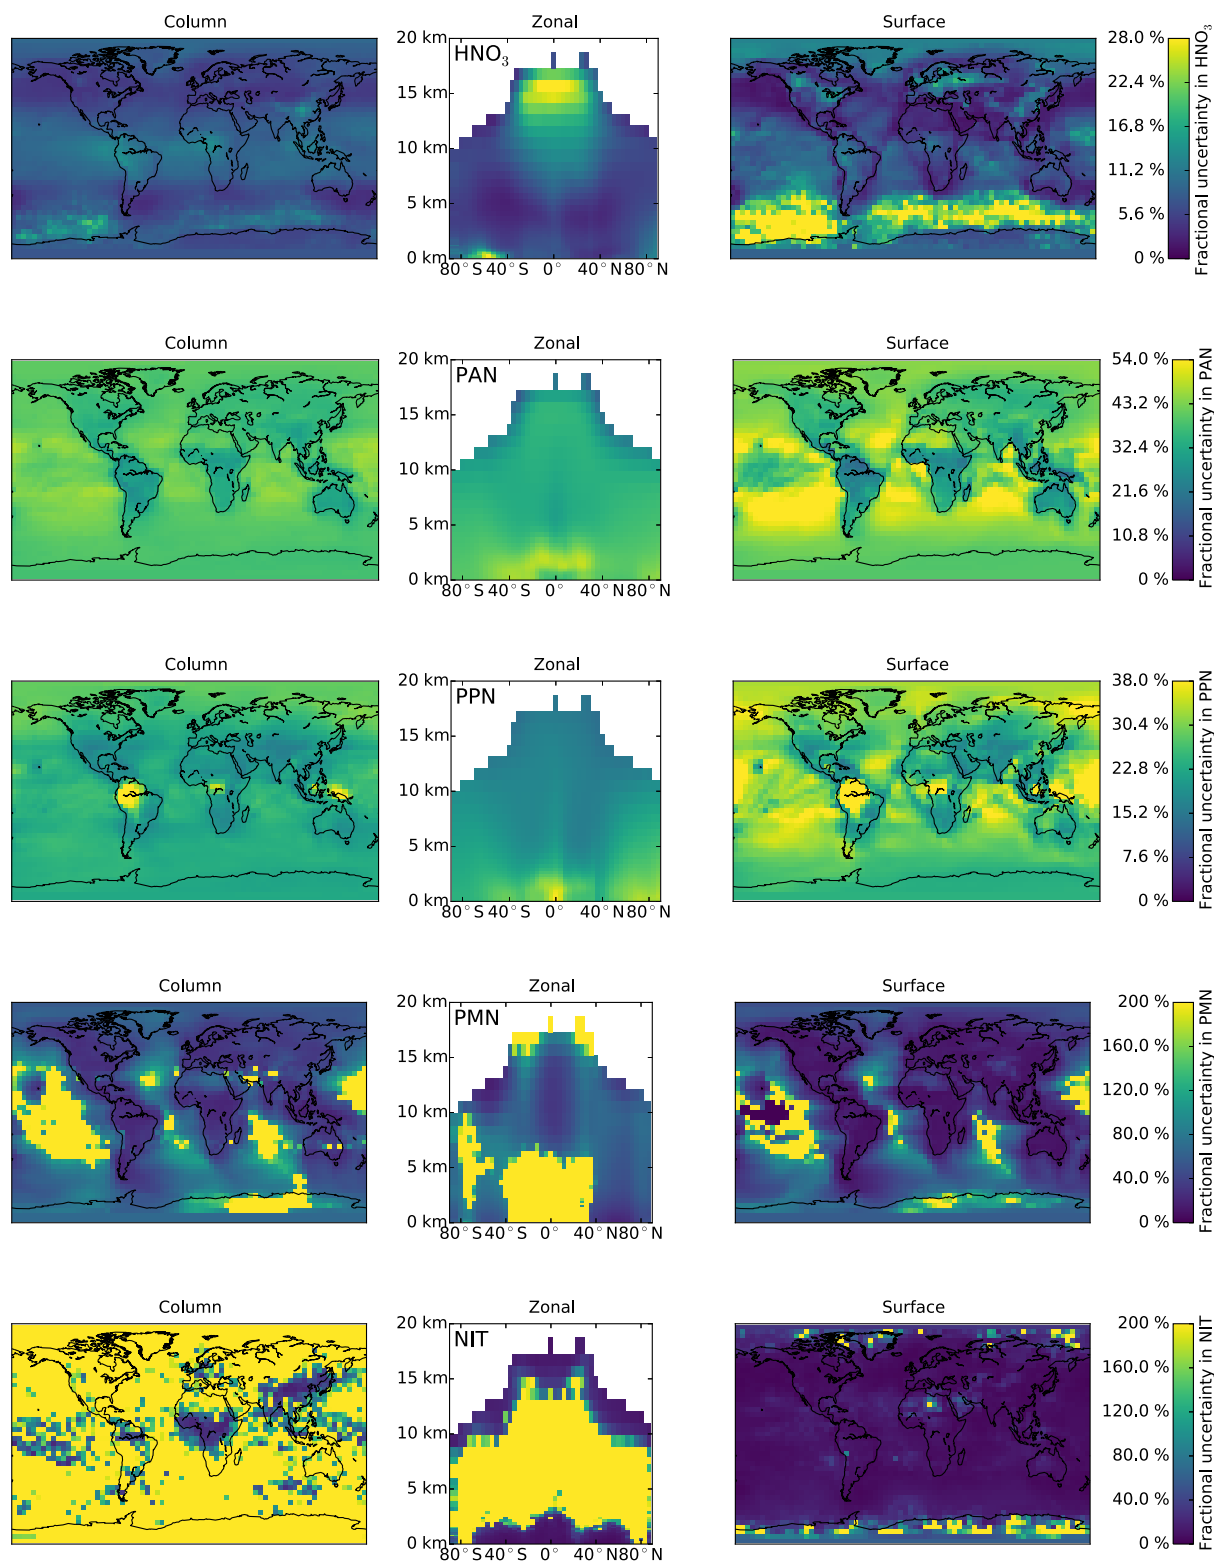 Column Zonal Surface
20 km 28.0 %
HNO₃
15 km 22.4 %
16.8 %
10 km
11.2 %
5 km 5.6 %
0 km 0 %
80°S 40°S 0° 40°N 80°N
Fractional uncertainty in HNO₃
Column Zonal Surface
20 km 54.0 %
PAN
15 km 43.2 %
32.4 %
10 km
21.6 %
5 km 10.8 %
0 km 0 %
80°S 40°S 0° 40°N 80°N
Fractional uncertainty in PAN
Column Zonal Surface
20 km 38.0 %
PPN
15 km 30.4 %
22.8 %
10 km
15.2 %
5 km 7.6 %
0 km 0 %
80°S 40°S 0° 40°N 80°N
Fractional uncertainty in PPN
Column Zonal Surface
20 km 200 %
PMN
15 km 160.0 %
120.0 %
10 km
80.0 %
5 km 40.0 %
0 km 0 %
80°S 40°S 0° 40°N 80°N
Fractional uncertainty in PMN
Column Zonal Surface
20 km 200 %
NIT
15 km 160.0 %
120.0 %
10 km
80.0 %
5 km 40.0 %
0 km 0 %
80°S 40°S 0° 40°N 80°N
Fractional uncertainty in NIT